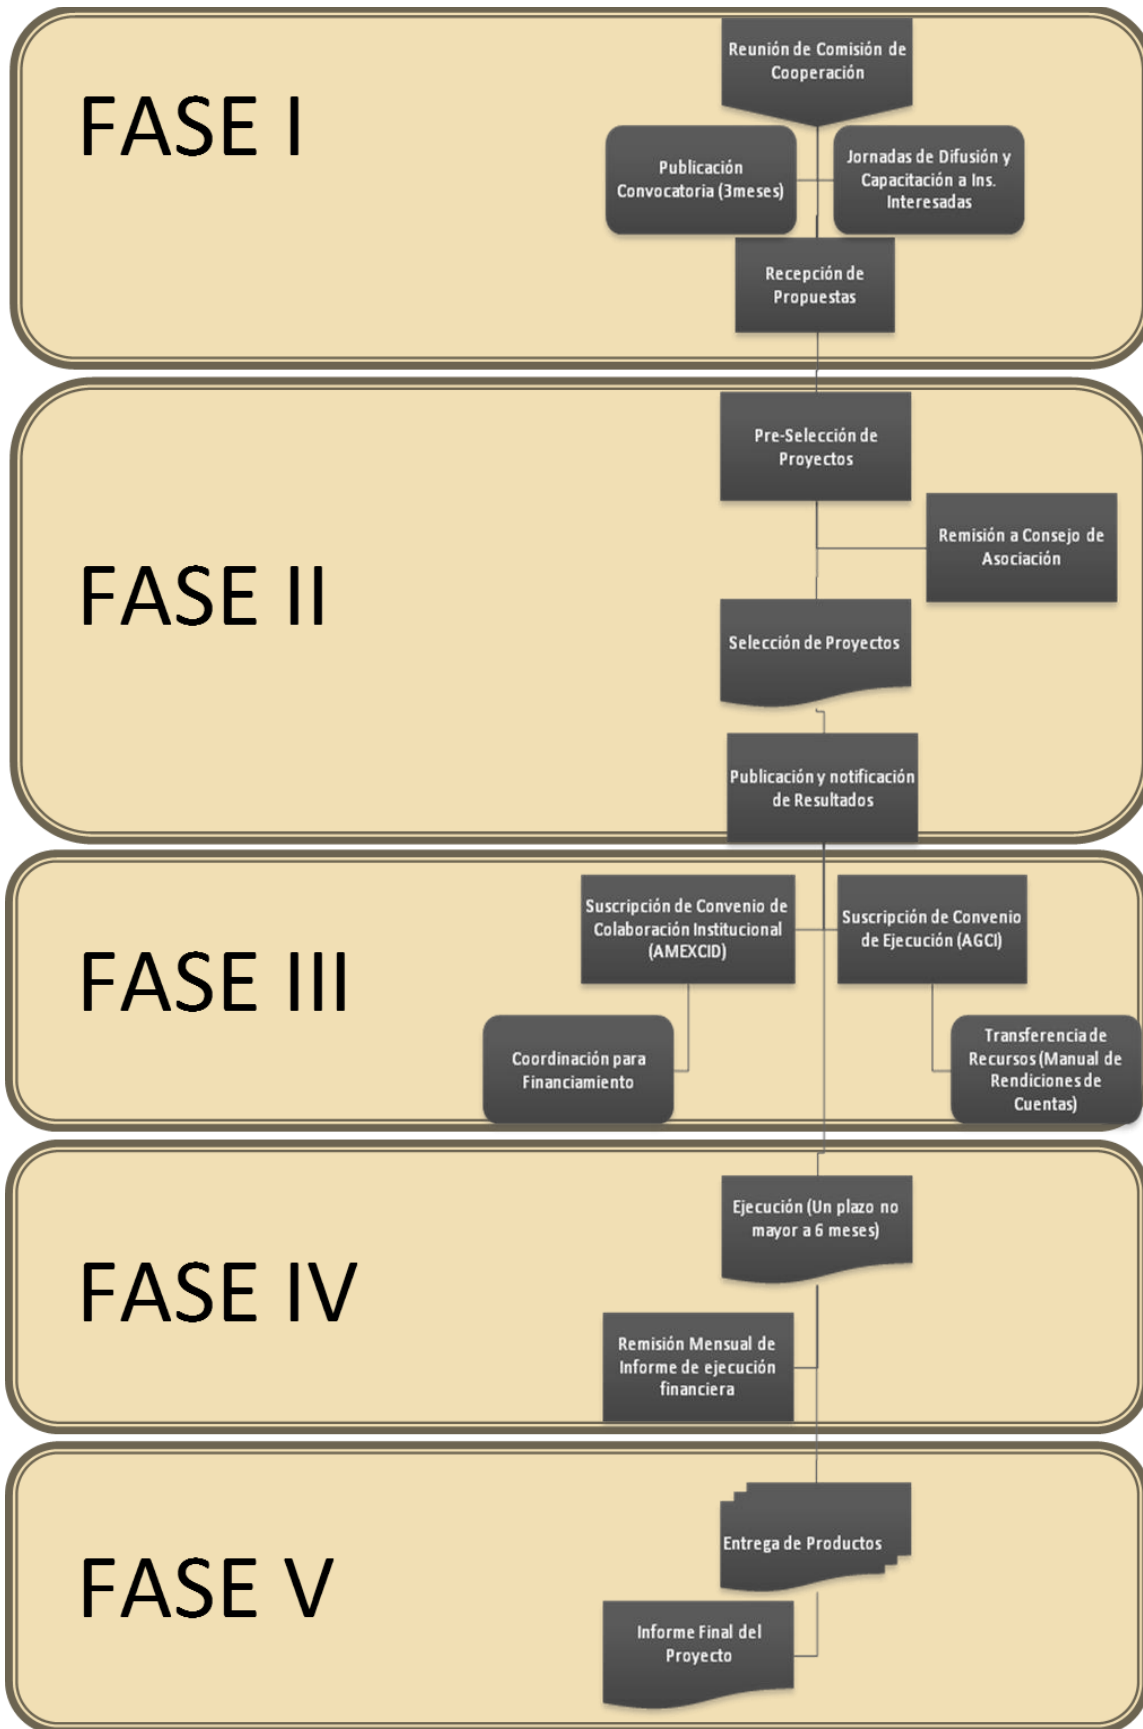 FASE I
Reunión de Comisión de
Cooperación
Publicación
Convocatoria (3meses)
Jornadas de Difusión y
Capacitación a Ins.
Interesadas
Recepción de
Propuestas
FASE II
Pre-Selección de
Proyectos
Remisión a Consejo de
Asociación
Selección de Proyectos
Publicación y notificación
de Resultados
FASE III
Suscripción de Convenio de
Colaboración Institucional
(AMEXCID)
Suscripción de Convenio
de Ejecución (AGCI)
Coordinación para
Financiamiento
Transferencia de
Recursos (Manual de
Rendiciones de
Cuentas)
FASE IV
Ejecución (Un plazo no
mayor a 6 meses)
Remisión Mensual de
Informe de ejecución
financiera
FASE V
Entrega de Productos
Informe Final del
Proyecto